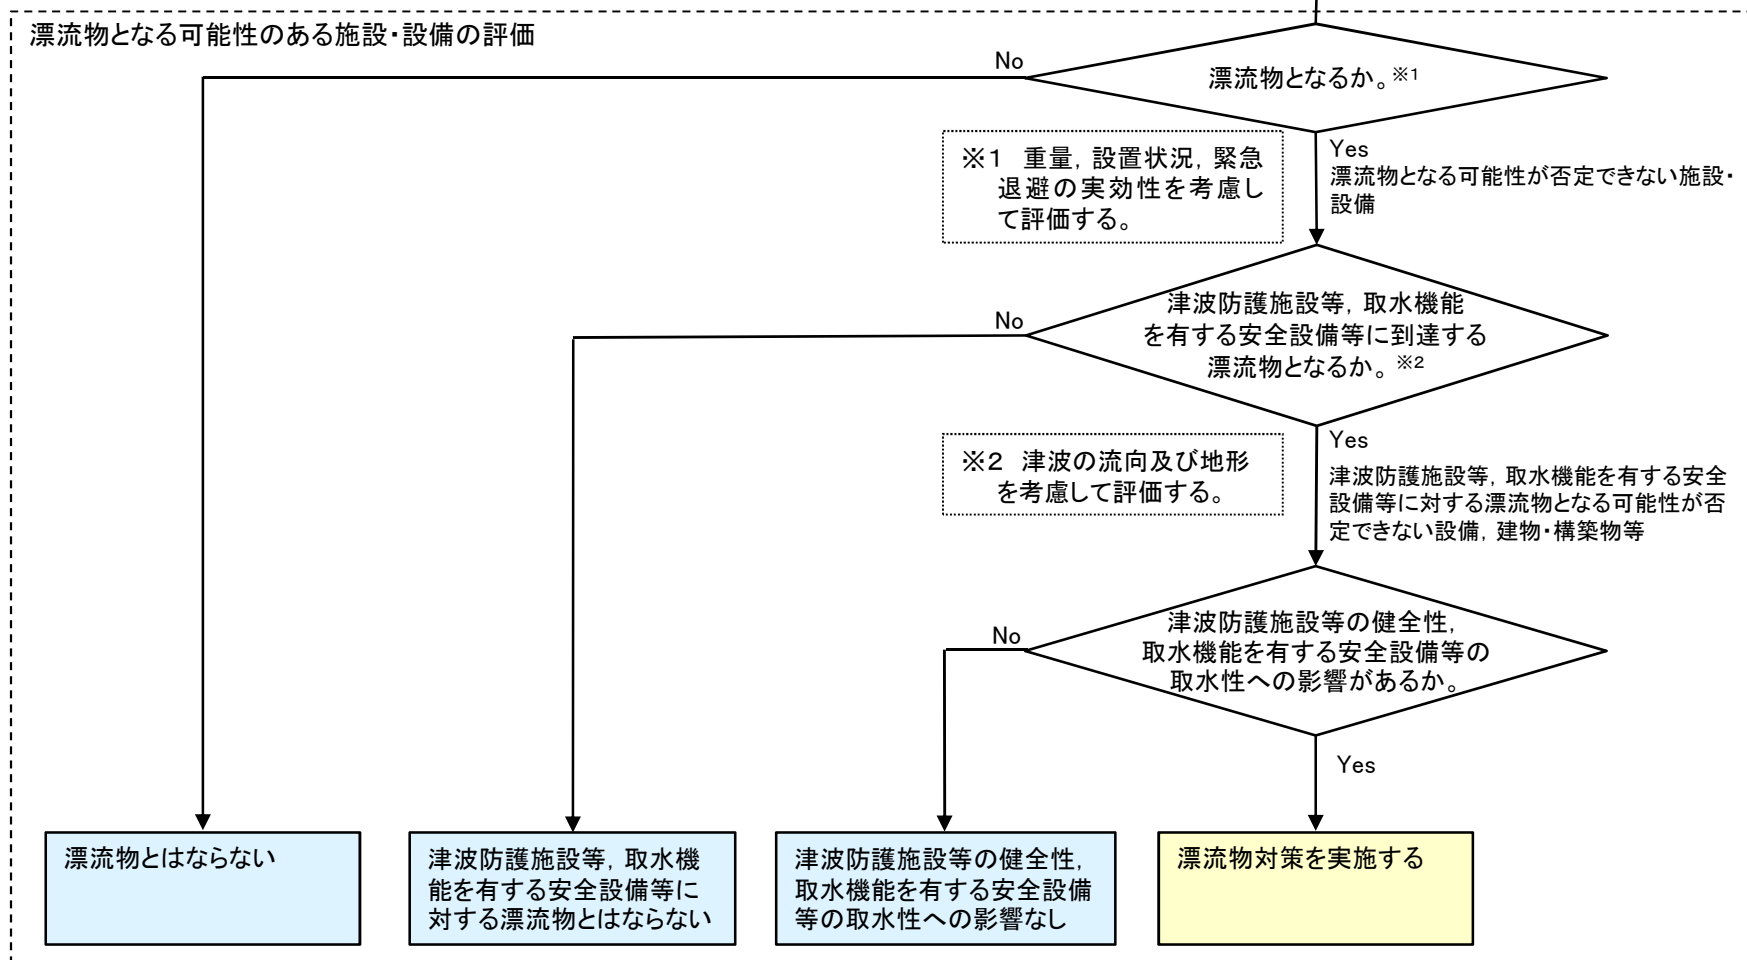 漂流物となる可能性のある施設・設備の評価
No
漂流物となるか。※1
※1 重量，設置状況，緊急
退避の実効性を考慮し
て評価する。
Yes
漂流物となる可能性が否定できない施設・
設備
No
津波防護施設等，取水機能
を有する安全設備等に到達する
漂流物となるか。※2
※2 津波の流向及び地形
を考慮して評価する。
Yes
津波防護施設等，取水機能を有する安全
設備等に対する漂流物となる可能性が否
定できない設備，建物・構築物等
No
津波防護施設等の健全性，
取水機能を有する安全設備等の
取水性への影響があるか。
Yes
漂流物とはならない
津波防護施設等，取水機
能を有する安全設備等に
対する漂流物とはならない
津波防護施設等の健全性，
取水機能を有する安全設備
等の取水性への影響なし
漂流物対策を実施する